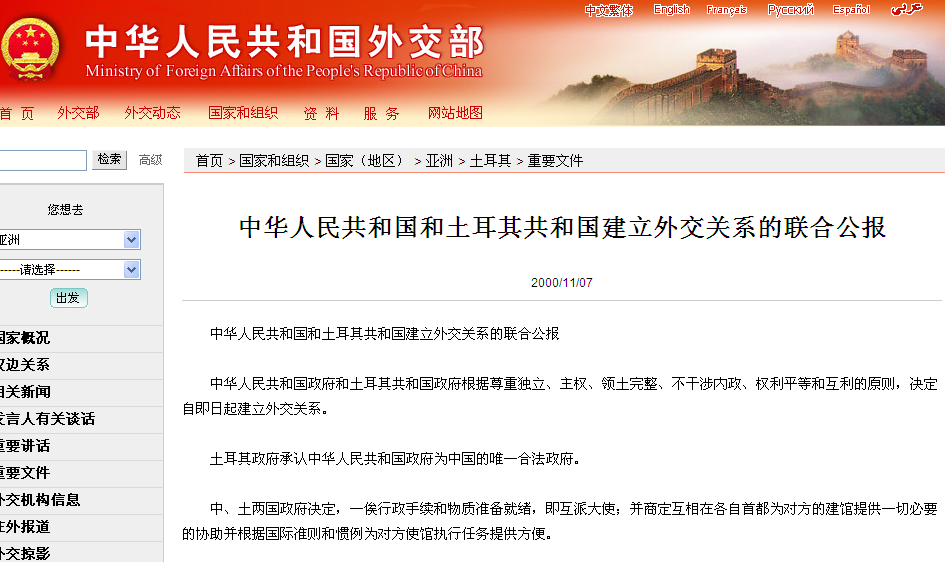 中文繁体 English Français Русский Español عربي
中华人民共和国外交部
Ministry of Foreign Affairs of the People's Republic of China
首 页 外交部 外交动态 国家和组织 资 料 服 务 网站地图
检索 高级
首页 > 国家和组织 > 国家（地区） > 亚洲 > 土耳其 > 重要文件
您想去
亚洲
-----请选择------
出发
国家概况
双边关系
相关新闻
发言人有关谈话
重要讲话
重要文件
外交机构信息
驻外报道
外交掠影
中华人民共和国和土耳其共和国建立外交关系的联合公报
2000/11/07
中华人民共和国和土耳其共和国建立外交关系的联合公报
中华人民共和国政府和土耳其共和国政府根据尊重独立、主权、领土完整、不干涉内政、权利平等和互利的原则，决定
自即日起建立外交关系。
土耳其政府承认中华人民共和国政府为中国的唯一合法政府。
中、土两国政府决定，一俟行政手续和物质准备就绪，即互派大使；并商定互相在各自首都为对方的建馆提供一切必要
的协助并根据国际准则和惯例为对方使馆执行任务提供方便。